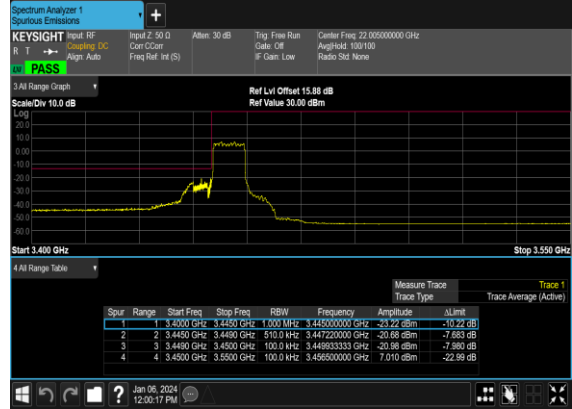 Spectrum Analyzer 1
Spurious Emissions
KEYSIGHT Input: RF Input Z: 50 Ω Atten: 30 dB Trig: Free Run Center Freq: 22.005000000 GHz
R T Coupling: DC Corr CCorr Gate: Off Avg|Hold: 100/100
Align: Auto Freq Ref: Int (S) IF Gain: Low Radio Std: None
PASS
3 All Range Graph
Ref Lvl Offset 15.88 dB
Scale/Div 10.0 dB Ref Value 30.00 dBm
Log
20.0
10.0
0.00
-10.0
-20.0
-30.0
-40.0
-50.0
-60.0
Start 3.400 GHz Stop 3.550 GHz
4 All Range Table
Measure Trace Trace 1
Trace Type Trace Average (Active)
Spur Range Start Freq Stop Freq RBW Frequency Amplitude ΔLimit
1 1 3.4000 GHz 3.4450 GHz 1.000 MHz 3.445000000 GHz -23.22 dBm -10.22 dB
2 2 3.4450 GHz 3.4490 GHz 510.0 kHz 3.447220000 GHz -20.68 dBm -7.683 dB
3 3 3.4490 GHz 3.4500 GHz 100.0 kHz 3.449933333 GHz -20.98 dBm -7.980 dB
4 4 3.4500 GHz 3.5500 GHz 100.0 kHz 3.456500000 GHz 7.010 dBm -22.99 dB
?
Jan 06, 2024
12:00:17 PM